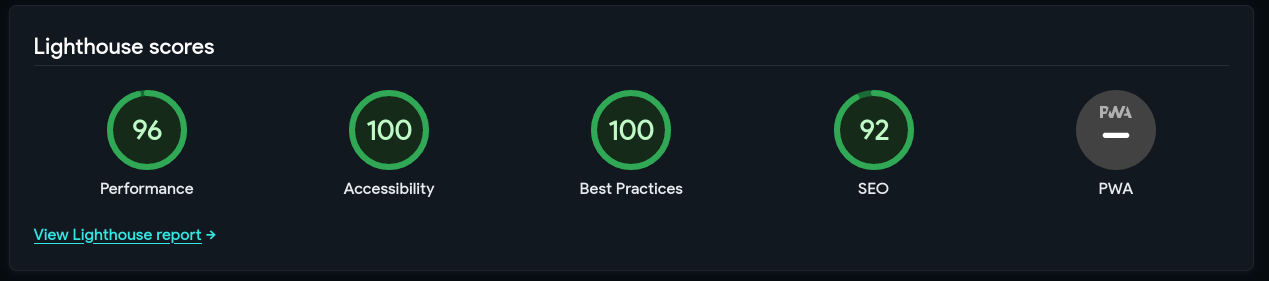 Lighthouse scores
96
100
100
92
PWA
Performance
Accessibility
Best Practices
SEO
PWA
View Lighthouse report →